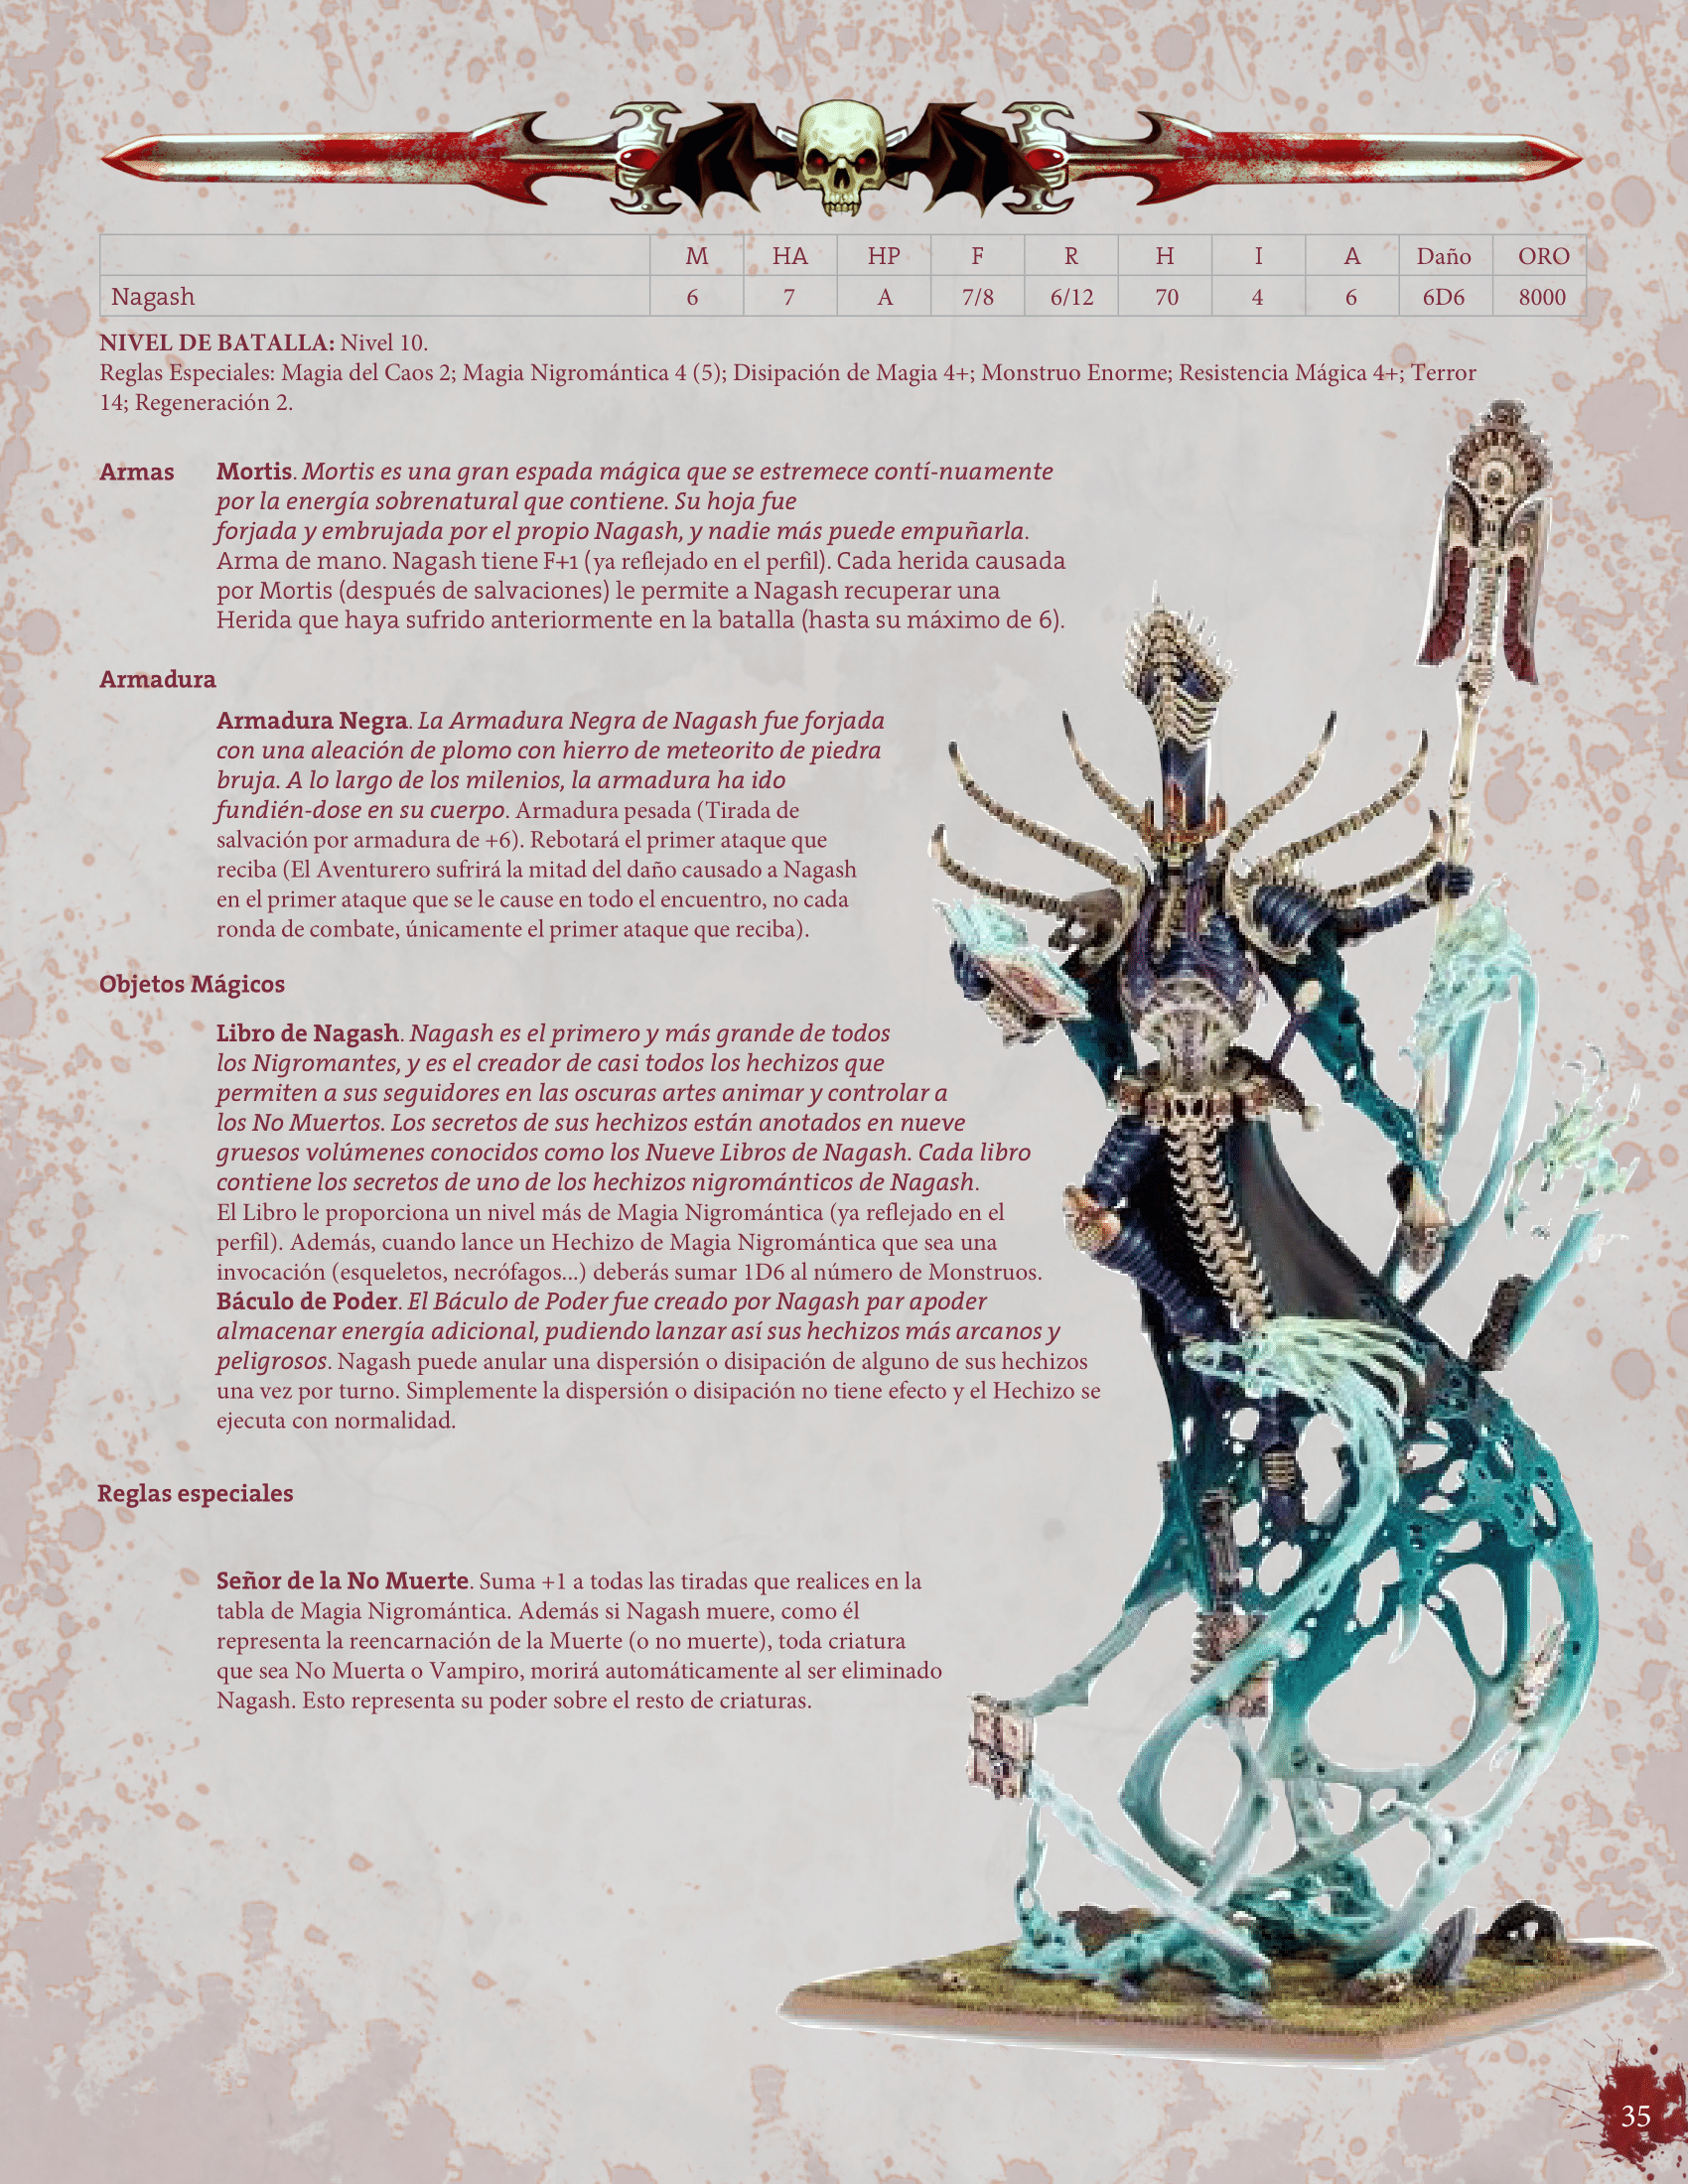 M HA HP F R H I A Daño ORO
Nagash 6 7 A 7/8 6/12 70 4 6 6D6 8000
NIVEL DE BATALLA: Nivel 10.
Reglas Especiales: Magia del Caos 2; Magia Nigromántica 4 (5); Disipación de Magia 4+; Monstruo Enorme; Resistencia Mágica 4+; Terror
14; Regeneración 2.
Armas Mortis. Mortis es una gran espada mágica que se estremece contí-nuamente
por la energía sobrenatural que contiene. Su hoja fue
forjada y embrujada por el propio Nagash, y nadie más puede empuñarla.
Arma de mano. Nagash tiene F+1 (ya reflejado en el perfil). Cada herida causada
por Mortis (después de salvaciones) le permite a Nagash recuperar una
Herida que haya sufrido anteriormente en la batalla (hasta su máximo de 6).
Armadura
Armadura Negra. La Armadura Negra de Nagash fue forjada
con una aleación de plomo con hierro de meteorito de piedra
bruja. A lo largo de los milenios, la armadura ha ido
fundién-dose en su cuerpo. Armadura pesada (Tirada de
salvación por armadura de +6). Rebotará el primer ataque que
reciba (El Aventurero sufrirá la mitad del daño causado a Nagash
en el primer ataque que se le cause en todo el encuentro, no cada
ronda de combate, únicamente el primer ataque que reciba).
Objetos Mágicos
Libro de Nagash. Nagash es el primero y más grande de todos
los Nigromantes, y es el creador de casi todos los hechizos que
permiten a sus seguidores en las oscuras artes animar y controlar a
los No Muertos. Los secretos de sus hechizos están anotados en nueve
gruesos volúmenes conocidos como los Nueve Libros de Nagash. Cada libro
contiene los secretos de uno de los hechizos nigrománticos de Nagash.
El Libro le proporciona un nivel más de Magia Nigromántica (ya reflejado en el
perfil). Además, cuando lance un Hechizo de Magia Nigromántica que sea una
invocación (esqueletos, necrófagos...) deberás sumar 1D6 al número de Monstruos.
Báculo de Poder. El Báculo de Poder fue creado por Nagash par apoder
almacenar energía adicional, pudiendo lanzar así sus hechizos más arcanos y
peligrosos. Nagash puede anular una dispersión o disipación de alguno de sus hechizos
una vez por turno. Simplemente la dispersión o disipación no tiene efecto y el Hechizo se
ejecuta con normalidad.
Reglas especiales
Señor de la No Muerte. Suma +1 a todas las tiradas que realices en la
tabla de Magia Nigromántica. Además si Nagash muere, como él
representa la reencarnación de la Muerte (o no muerte), toda criatura
que sea No Muerta o Vampiro, morirá automáticamente al ser eliminado
Nagash. Esto representa su poder sobre el resto de criaturas.
35